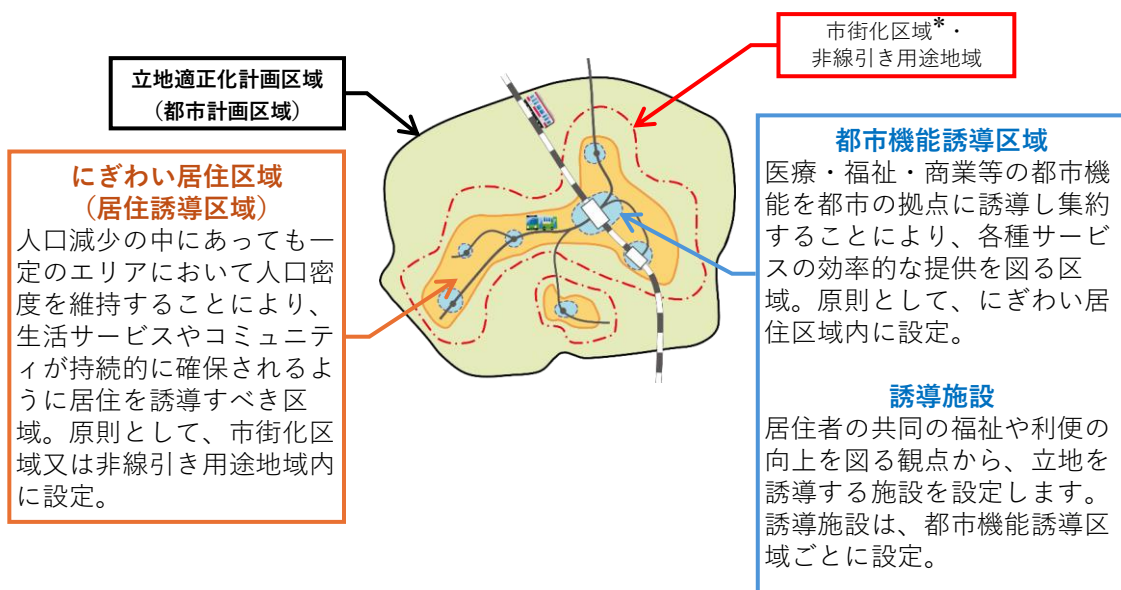 市街化区域*・
非線引き用途地域
立地適正化計画区域
（都市計画区域）
にぎわい居住区域
（居住誘導区域）
人口減少の中にあっても一
定のエリアにおいて人口密
度を維持することにより、
生活サービスやコミュニテ
ィが持続的に確保されるよ
うに居住を誘導すべき区
域。原則として、市街化区
域又は非線引き用途地域内
に設定。
都市機能誘導区域
医療・福祉・商業等の都市機
能を都市の拠点に誘導し集約
することにより、各種サービ
スの効率的な提供を図る区
域。原則として、にぎわい居
住区域内に設定。
誘導施設
居住者の共同の福祉や利便の
向上を図る観点から、立地を
誘導する施設を設定します。
誘導施設は、都市機能誘導区
域ごとに設定。